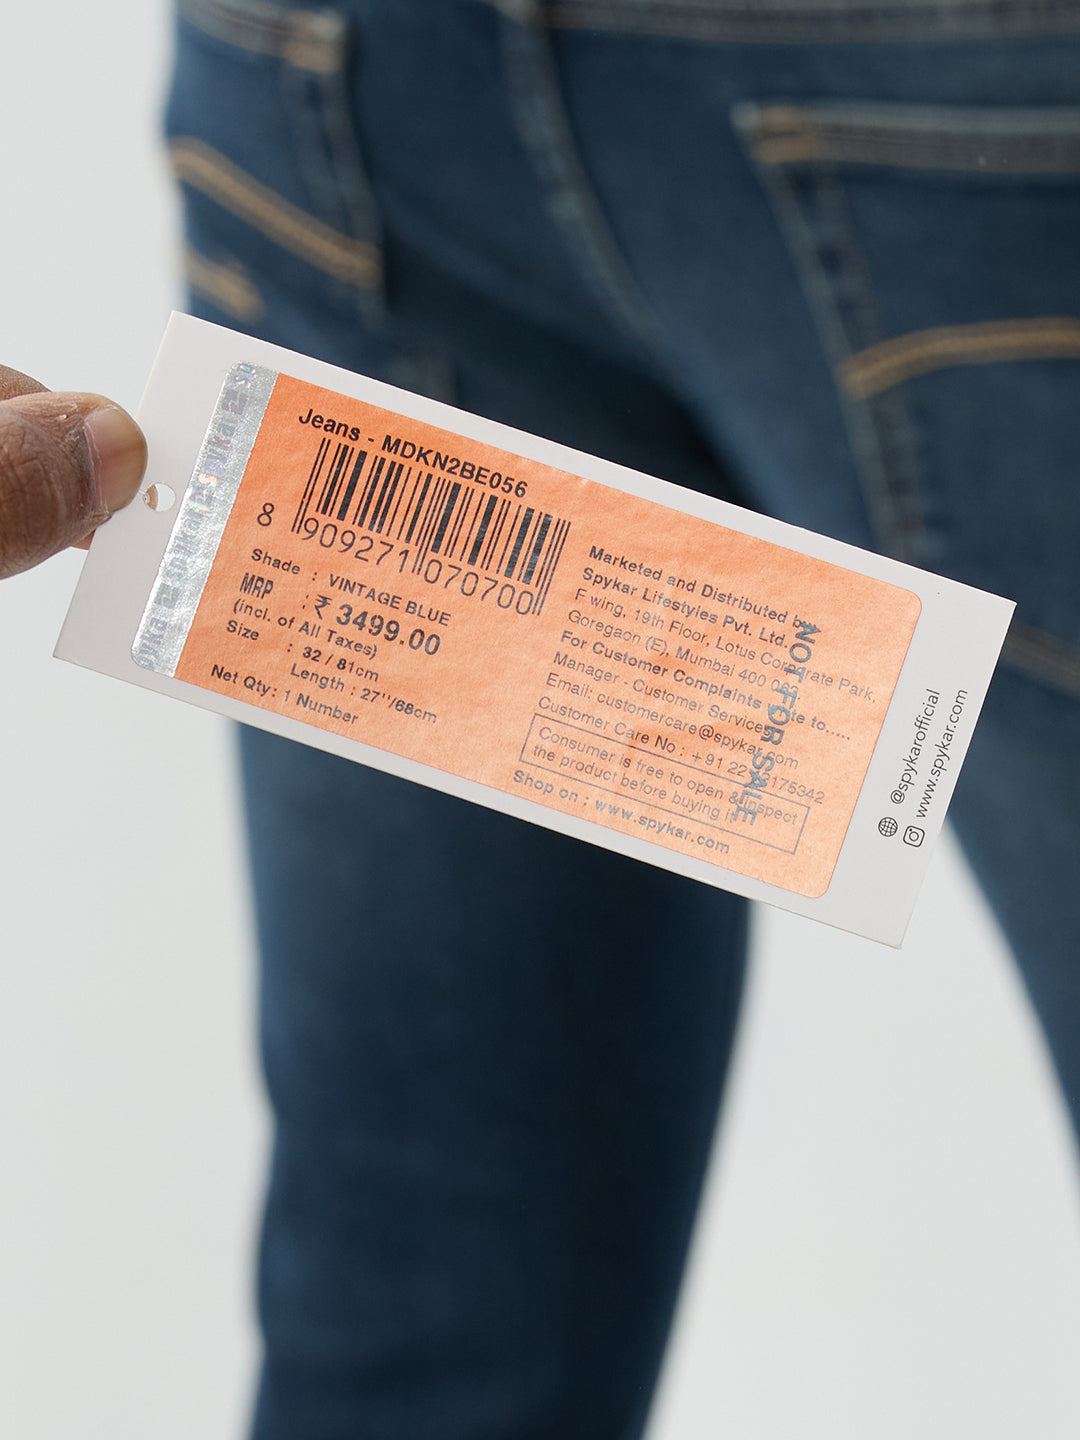 Jeans - MDKN2BE056
8 909271 070700
Shade : VINTAGE BLUE
MRP : ₹ 3499.00
(incl. of All Taxes)
Size : 32 / 81cm
Length : 27''/68cm
Net Qty: 1 Number
Marketed and Distributed by
Spykar Lifestyles Pvt. Ltd.
F wing, 19th Floor, Lotus Corporate Park,
Goregaon (E), Mumbai 400 063
For Customer Complaints write to.....
Manager - Customer Services
Email: customercare@spykar.com
Customer Care No : + 91 22 175342
Consumer is free to open & inspect
the product before buying it
Shop on : www.spykar.com
NOT FOR SALE
@spykarofficial
www.spykar.com
spykar